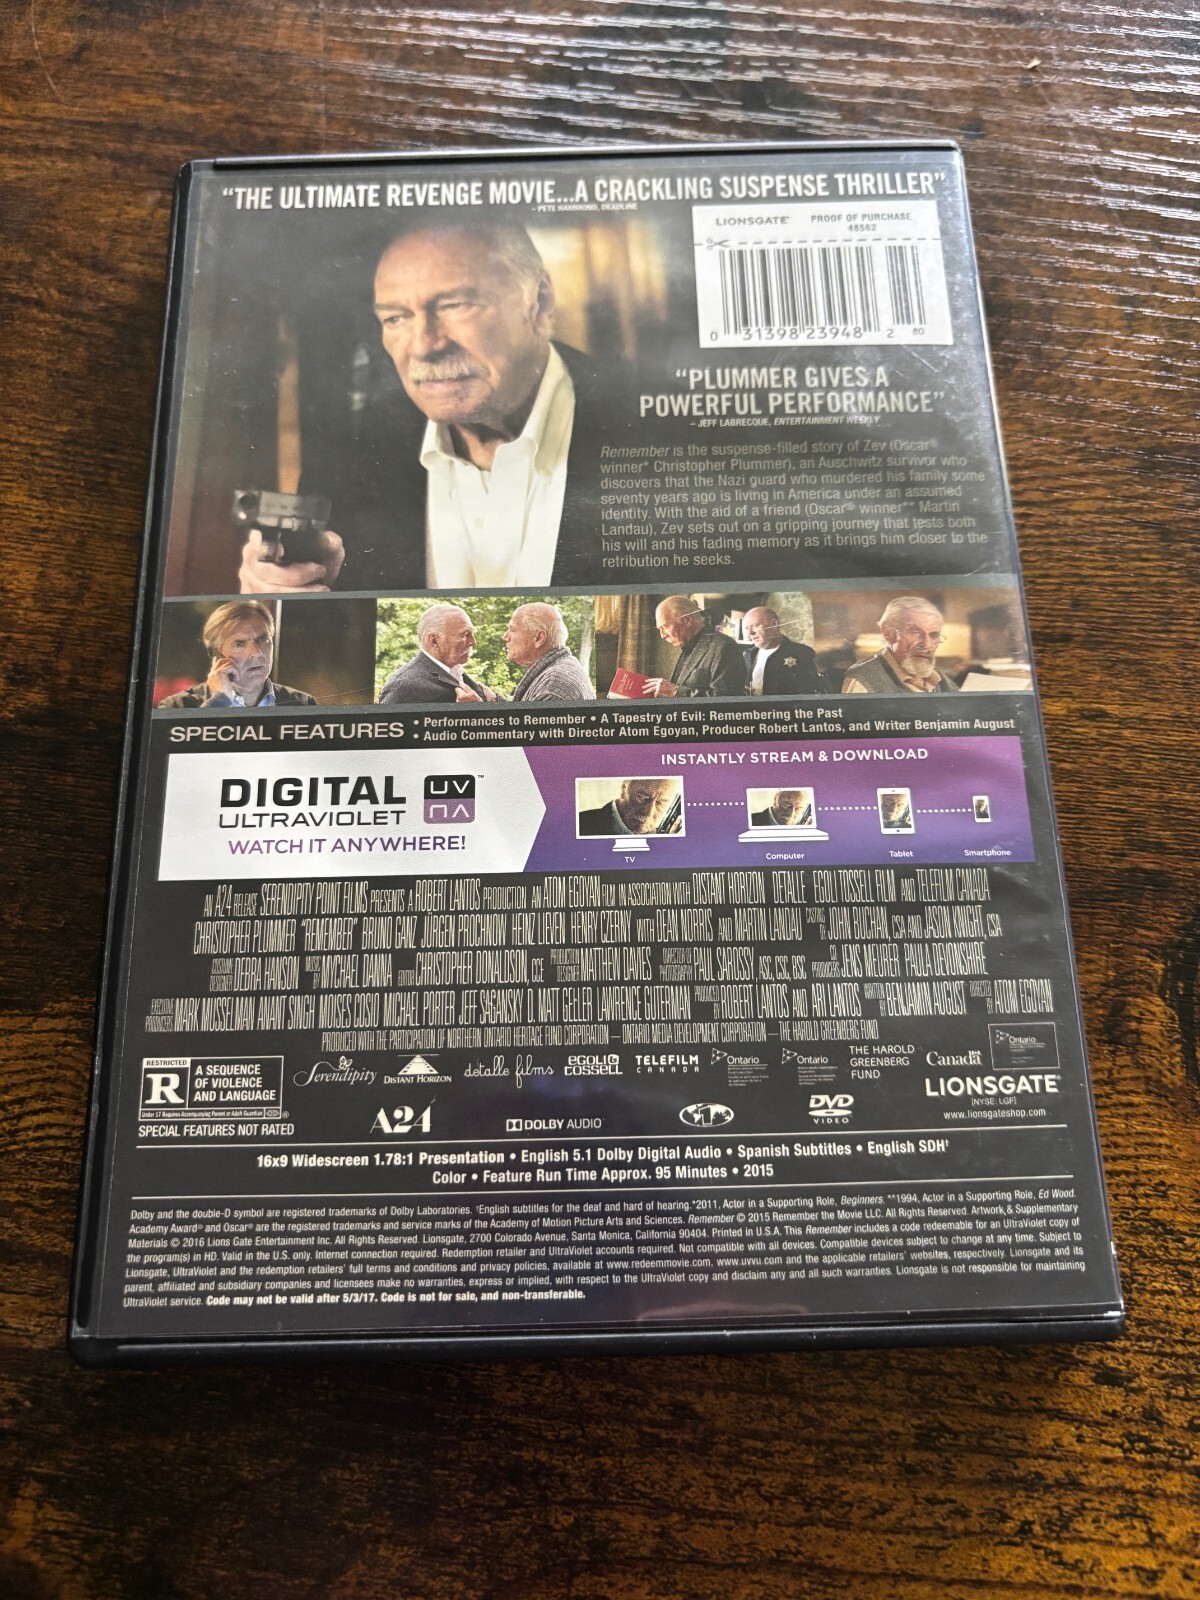 “THE ULTIMATE REVENGE MOVIE...A CRACKLING SUSPENSE THRILLER”
– PETE HAMMOND, DEADLINE
LIONSGATE® PROOF OF PURCHASE
48562
0 31398 23948 2 80
“PLUMMER GIVES A
POWERFUL PERFORMANCE”
– JEFF LABRECQUE, ENTERTAINMENT WEEKLY
Remember is the suspense-filled story of Zev (Oscar®
winner* Christopher Plummer), an Auschwitz survivor who
discovers that the Nazi guard who murdered his family some
seventy years ago is living in America under an assumed
identity. With the aid of a friend (Oscar® winner** Martin
Landau), Zev sets out on a gripping journey that tests both
his will and his fading memory as it brings him closer to the
retribution he seeks.
SPECIAL FEATURES
• Performances to Remember • A Tapestry of Evil: Remembering the Past
• Audio Commentary with Director Atom Egoyan, Producer Robert Lantos, and Writer Benjamin August
DIGITAL UV™
ULTRAVIOLET
WATCH IT ANYWHERE!
INSTANTLY STREAM & DOWNLOAD
TV Computer Tablet Smartphone
AN A24 RELEASE SERENDIPITY POINT FILMS PRESENTS A ROBERT LANTOS PRODUCTION AN ATOM EGOYAN FILM IN ASSOCIATION WITH DISTANT HORIZON DETALLE EGOLI TOSSELL FILM AND TELEFILM CANADA
CHRISTOPHER PLUMMER “REMEMBER” BRUNO GANZ JÜRGEN PROCHNOW HEINZ LIEVEN HENRY CZERNY WITH DEAN NORRIS AND MARTIN LANDAU CASTING BY JOHN BUCHAN, CSA AND JASON KNIGHT, CSA
COSTUME DESIGNER DEBRA HANSON MUSIC BY MYCHAEL DANNA EDITOR CHRISTOPHER DONALDSON, CCE PRODUCTION DESIGNER MATTHEW DAVIES DIRECTOR OF PHOTOGRAPHY PAUL SAROSSY, ASC, CSC, BSC CO PRODUCERS JENS MEURER PAULA DEVONSHIRE
EXECUTIVE PRODUCERS MARK MUSSELMAN ANANT SINGH MOISES COSIO MICHAEL PORTER JEFF SAGANSKY D. MATT GELLER LAWRENCE GUTERMAN PRODUCED BY ROBERT LANTOS AND ARI LANTOS WRITTEN BY BENJAMIN AUGUST DIRECTED BY ATOM EGOYAN
PRODUCED WITH THE PARTICIPATION OF NORTHERN ONTARIO HERITAGE FUND CORPORATION — ONTARIO MEDIA DEVELOPMENT CORPORATION — THE HAROLD GREENBERG FUND
RESTRICTED
R
A SEQUENCE
OF VIOLENCE
AND LANGUAGE
Under 17 Requires Accompanying Parent or Adult Guardian
SPECIAL FEATURES NOT RATED
Serendipity
DISTANT HORIZON
detalle films
EGOLI
TOSSELL
TELEFILM
CANADA
Ontario
Ontario
THE HAROLD
GREENBERG
FUND
Canada
Ontario
A24
DOLBY AUDIO™
1
DVD
VIDEO
LIONSGATE®
[NYSE: LGF]
www.lionsgateshop.com
16x9 Widescreen 1.78:1 Presentation • English 5.1 Dolby Digital Audio • Spanish Subtitles • English SDH†
Color • Feature Run Time Approx. 95 Minutes • 2015
Dolby and the double-D symbol are registered trademarks of Dolby Laboratories. †English subtitles for the deaf and hard of hearing.*2011, Actor in a Supporting Role, Beginners. **1994, Actor in a Supporting Role, Ed Wood.
Academy Award® and Oscar® are the registered trademarks and service marks of the Academy of Motion Picture Arts and Sciences. Remember © 2015 Remember the Movie LLC. All Rights Reserved. Artwork & Supplementary
Materials © 2016 Lions Gate Entertainment Inc. All Rights Reserved. Lionsgate, 2700 Colorado Avenue, Santa Monica, California 90404. Printed in U.S.A. This Remember includes a code redeemable for an UltraViolet copy of
the program(s) in HD. Valid in the U.S. only. Internet connection required. Redemption retailer and UltraViolet accounts required. Not compatible with all devices. Compatible devices subject to change at any time. Subject to
Lionsgate, UltraViolet and the redemption retailers’ full terms and conditions and privacy policies, available at www.redeemmovie.com, www.uvvu.com and the applicable retailers’ websites, respectively. Lionsgate and its
parent, affiliated and subsidiary companies and licensees make no warranties, express or implied, with respect to the UltraViolet copy and disclaim any and all such warranties. Lionsgate is not responsible for maintaining
UltraViolet service. Code may not be valid after 5/3/17. Code is not for sale, and non-transferable.